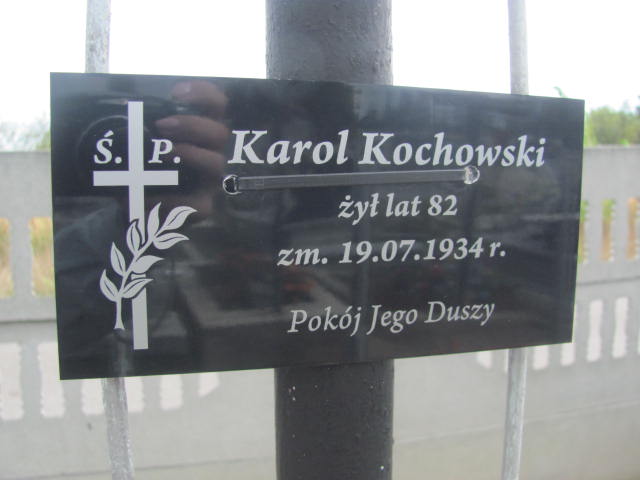 Ś. P.
Karol Kochowski
żył lat 82
zm. 19.07.1934 r.
Pokój Jego Duszy